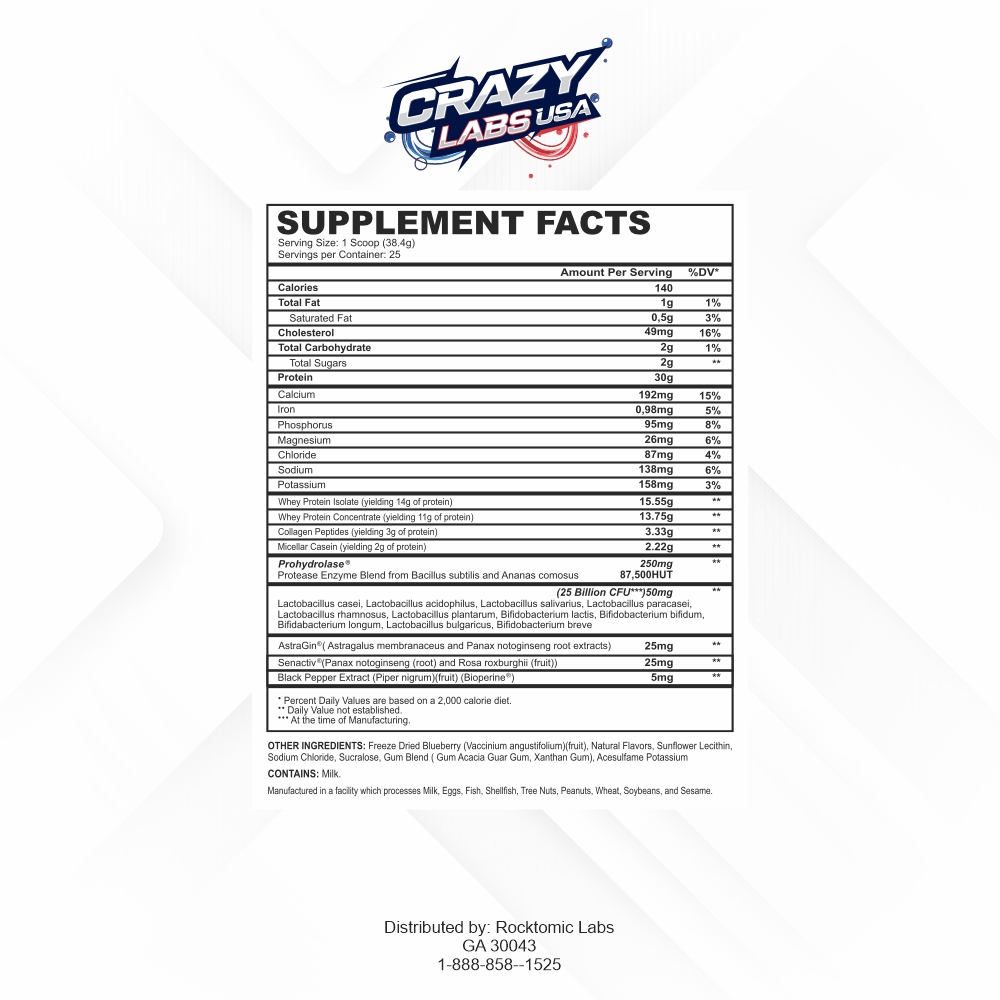 CRAZY
LABS USA
SUPPLEMENT FACTS
Serving Size: 1 Scoop (38.4g)
Servings per Container: 25
Amount Per Serving %DV*
Calories 140
Total Fat 1g 1%
Saturated Fat 0,5g 3%
Cholesterol 49mg 16%
Total Carbohydrate 2g 1%
Total Sugars 2g **
Protein 30g
Calcium 192mg 15%
Iron 0,98mg 5%
Phosphorus 95mg 8%
Magnesium 26mg 6%
Chloride 87mg 4%
Sodium 138mg 6%
Potassium 158mg 3%
Whey Protein Isolate (yielding 14g of protein) 15.55g **
Whey Protein Concentrate (yielding 11g of protein) 13.75g **
Collagen Peptides (yielding 3g of protein) 3.33g **
Micellar Casein (yielding 2g of protein) 2.22g **
Prohydrolase® 250mg **
Protease Enzyme Blend from Bacillus subtilis and Ananas comosus 87,500HUT
(25 Billion CFU***)50mg **
Lactobacillus casei, Lactobacillus acidophilus, Lactobacillus salivarius, Lactobacillus paracasei,
Lactobacillus rhamnosus, Lactobacillus plantarum, Bifidobacterium lactis, Bifidobacterium bifidum,
Bifidabacterium longum, Lactobacillus bulgaricus, Bifidobacterium breve
AstraGin®( Astragalus membranaceus and Panax notoginseng root extracts) 25mg **
Senactiv®(Panax notoginseng (root) and Rosa roxburghii (fruit)) 25mg **
Black Pepper Extract (Piper nigrum)(fruit) (Bioperine®) 5mg **
* Percent Daily Values are based on a 2,000 calorie diet.
** Daily Value not established.
*** At the time of Manufacturing.
OTHER INGREDIENTS: Freeze Dried Blueberry (Vaccinium angustifolium)(fruit), Natural Flavors, Sunflower Lecithin,
Sodium Chloride, Sucralose, Gum Blend ( Gum Acacia Guar Gum, Xanthan Gum), Acesulfame Potassium
CONTAINS: Milk.
Manufactured in a facility which processes Milk, Eggs, Fish, Shellfish, Tree Nuts, Peanuts, Wheat, Soybeans, and Sesame.
Distributed by: Rocktomic Labs
GA 30043
1-888-858--1525